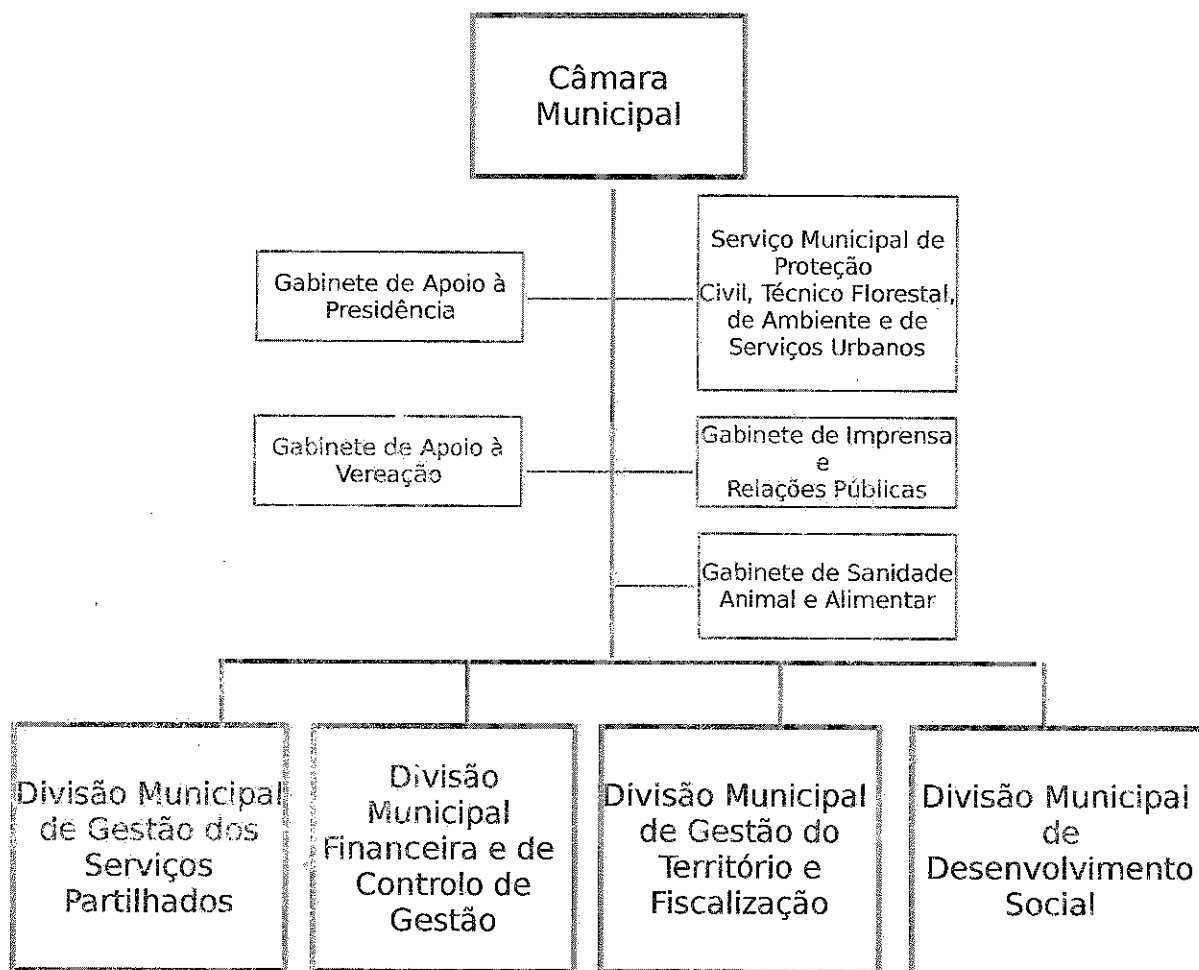 Câmara
Municipal
Gabinete de Apoio à
Presidência
Serviço Municipal de
Proteção
Civil, Técnico Florestal,
de Ambiente e de
Serviços Urbanos
Gabinete de Apoio à
Vereação
Gabinete de Imprensa
e
Relações Públicas
Gabinete de Sanidade
Animal e Alimentar
Divisão Municipal
de Gestão dos
Serviços
Partilhados
Divisão
Municipal
Financeira e de
Controlo de
Gestão
Divisão Municipal
de Gestão do
Território e
Fiscalização
Divisão Municipal
de
Desenvolvimento
Social